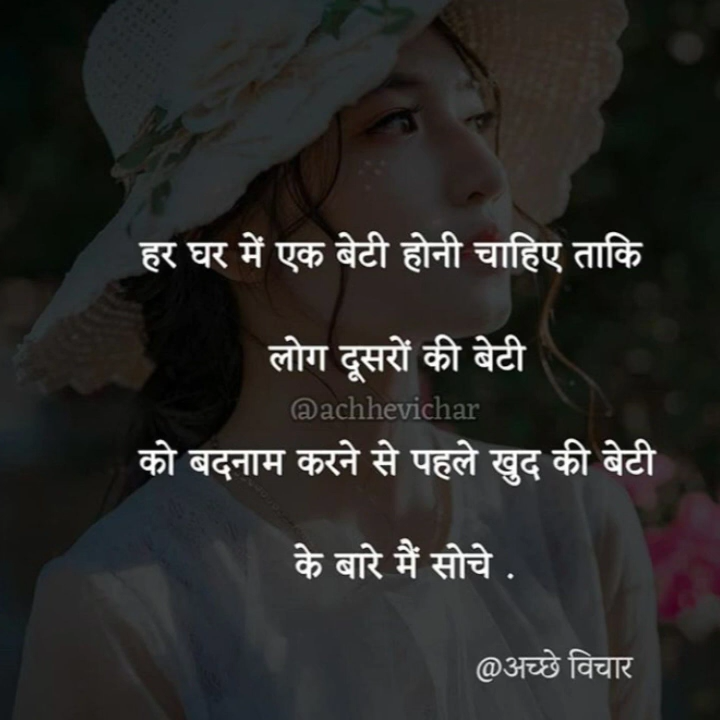 हर घर में एक बेटी होनी चाहिए ताकि
लोग दूसरों की बेटी
@achhevichar
को बदनाम करने से पहले खुद की बेटी
के बारे मैं सोचे .
@अच्छे विचार